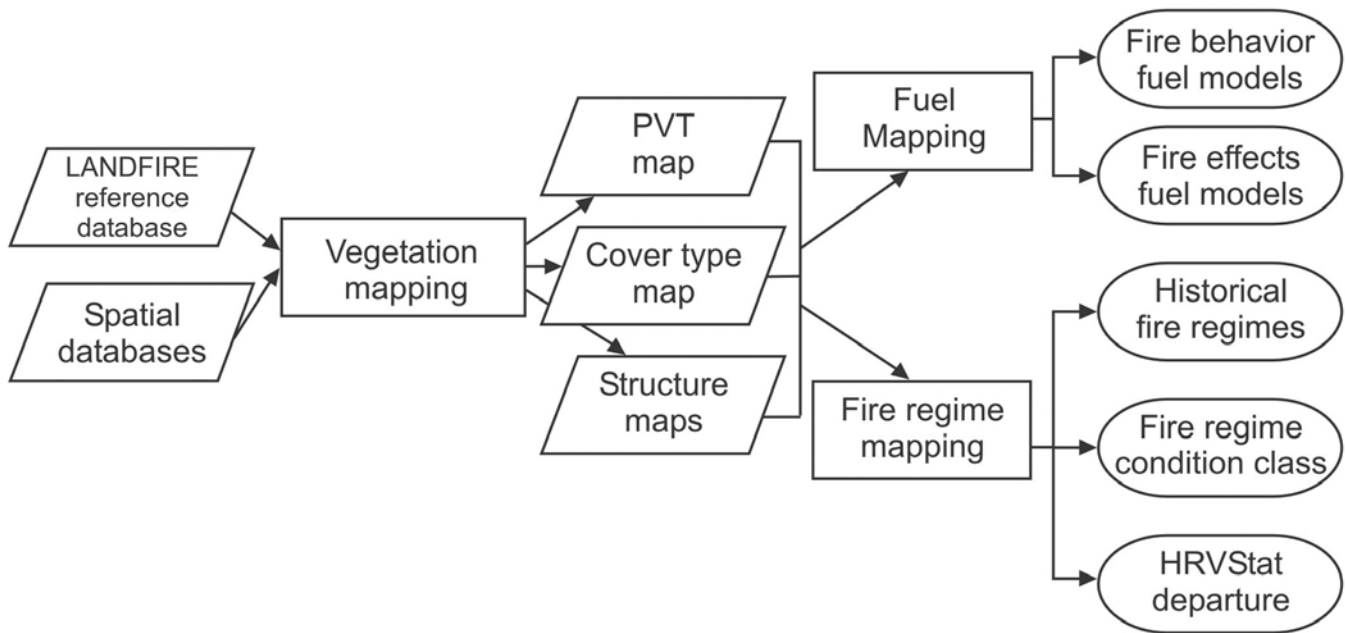 LANDFIRE
reference
database
Spatial
databases
Vegetation
mapping
PVT
map
Cover type
map
Structure
maps
Fuel
Mapping
Fire regime
mapping
Fire behavior
fuel models
Fire effects
fuel models
Historical
fire regimes
Fire regime
condition class
HRVStat
departure